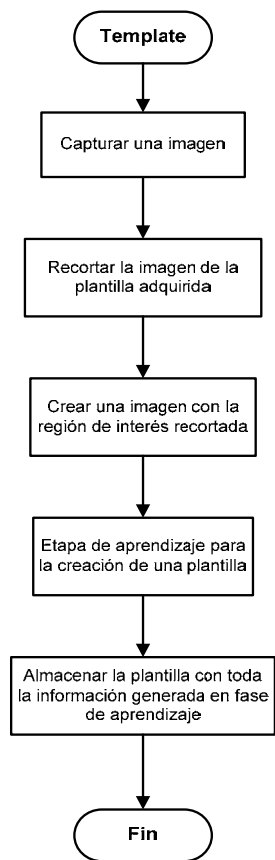 Template
Capturar una imagen
Recortar la imagen de la
plantilla adquirida
Crear una imagen con la
región de interés recortada
Etapa de aprendizaje para
la creación de una plantilla
Almacenar la plantilla con toda
la información generada en fase
de aprendizaje
Fin